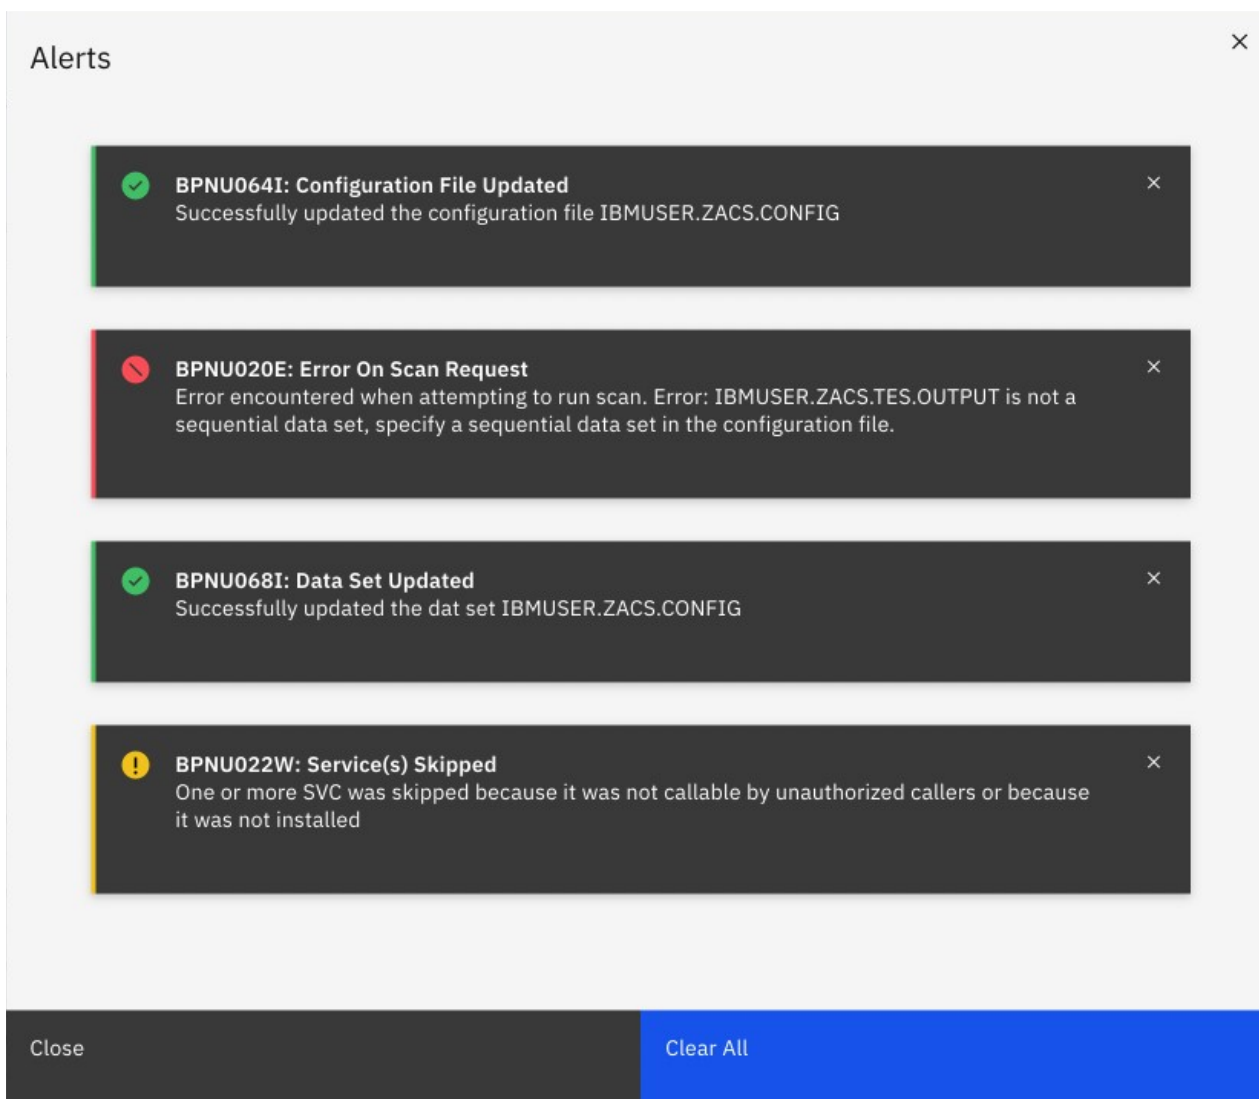 Alerts
BPNU064I: Configuration File Updated
Successfully updated the configuration file IBMUSER.ZACS.CONFIG
BPNU020E: Error On Scan Request
Error encountered when attempting to run scan. Error: IBMUSER.ZACS.TES.OUTPUT is not a
sequential data set, specify a sequential data set in the configuration file.
BPNU068I: Data Set Updated
Successfully updated the dat set IBMUSER.ZACS.CONFIG
BPNU022W: Service(s) Skipped
One or more SVC was skipped because it was not callable by unauthorized callers or because
it was not installed
Close
Clear All